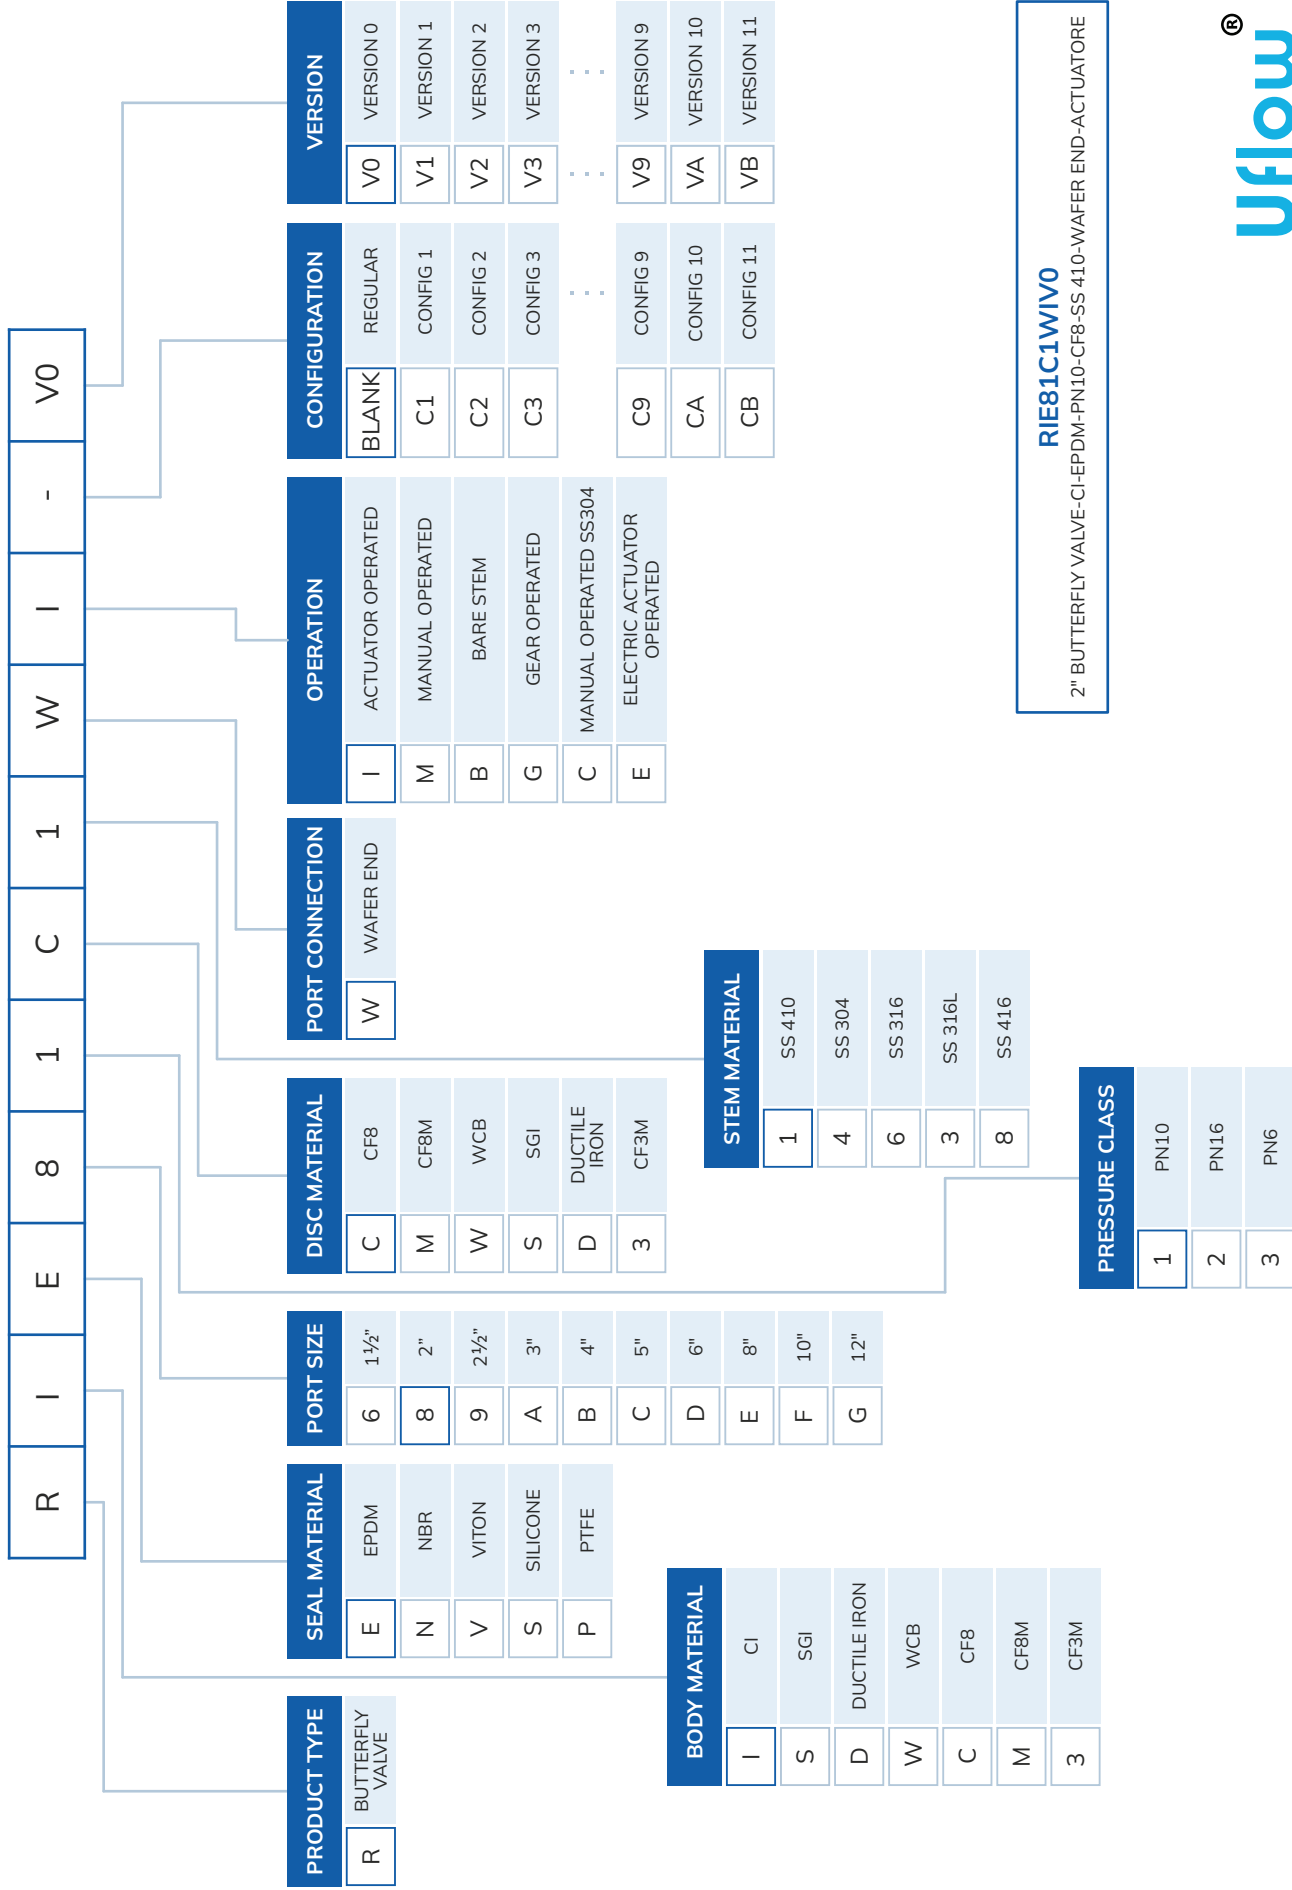 R I E 8 1 C 1 W I - V0
PRODUCT TYPE
R BUTTERFLY
VALVE
SEAL MATERIAL
E EPDM
N NBR
V VITON
S SILICONE
P PTFE
PORT SIZE
6 1½"
8 2"
9 2½"
A 3"
B 4"
C 5"
D 6"
E 8"
F 10"
G 12"
DISC MATERIAL
C CF8
M CF8M
W WCB
S SGI
D DUCTILE
IRON
3 CF3M
PORT CONNECTION
W WAFER END
OPERATION
I ACTUATOR OPERATED
M MANUAL OPERATED
B BARE STEM
G GEAR OPERATED
C MANUAL OPERATED SS304
E ELECTRIC ACTUATOR
OPERATED
CONFIGURATION
BLANK REGULAR
C1 CONFIG 1
C2 CONFIG 2
C3 CONFIG 3
... ...
C9 CONFIG 9
CA CONFIG 10
CB CONFIG 11
VERSION
V0 VERSION 0
V1 VERSION 1
V2 VERSION 2
V3 VERSION 3
... ...
V9 VERSION 9
VA VERSION 10
VB VERSION 11
BODY MATERIAL
I CI
S SGI
D DUCTILE IRON
W WCB
C CF8
M CF8M
3 CF3M
STEM MATERIAL
1 SS 410
4 SS 304
6 SS 316
3 SS 316L
8 SS 416
PRESSURE CLASS
1 PN10
2 PN16
3 PN6
RIE81C1WIV0
2" BUTTERFLY VALVE-CI-EPDM-PN10-CF8-SS 410-WAFER END-ACTUATORE
Uflow®